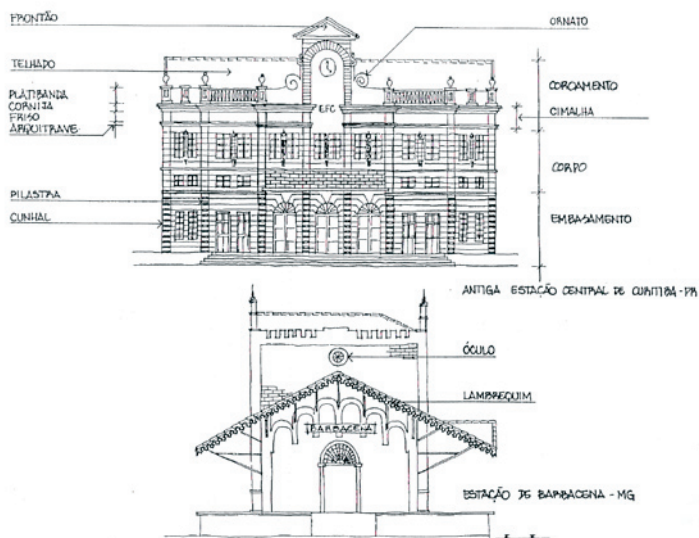 FRONTÃO
ORNATO
TELHADO
COROAMENTO
PLATIBANDA
CORNIJA
FRISO
ARQUITRAVE
CIMALHA
EFC
CORPO
PILASTRA
CUNHAL
EMBASAMENTO
ANTIGA ESTAÇÃO CENTRAL DE CURITIBA-PR
ÓCULO
LAMBREQUIM
BARBACENA
ESTAÇÃO DE BARBACENA - MG